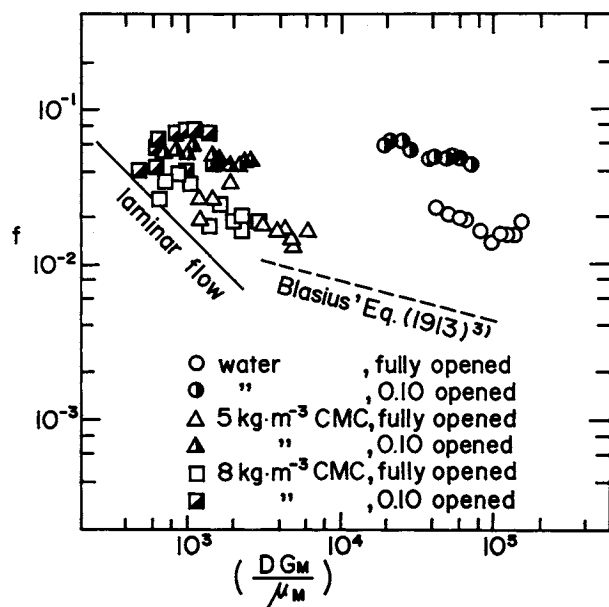 10⁻¹
f
10⁻²
10⁻³
laminar flow
Blasius' Eq. (1913)³⁾
○ water , fully opened
◑ " , 0.10 opened
△ 5 kg·m⁻³ CMC, fully opened
◮ " , 0.10 opened
□ 8 kg·m⁻³ CMC, fully opened
◪ " , 0.10 opened
10³ 10⁴ 10⁵
(DG_M / μ_M)